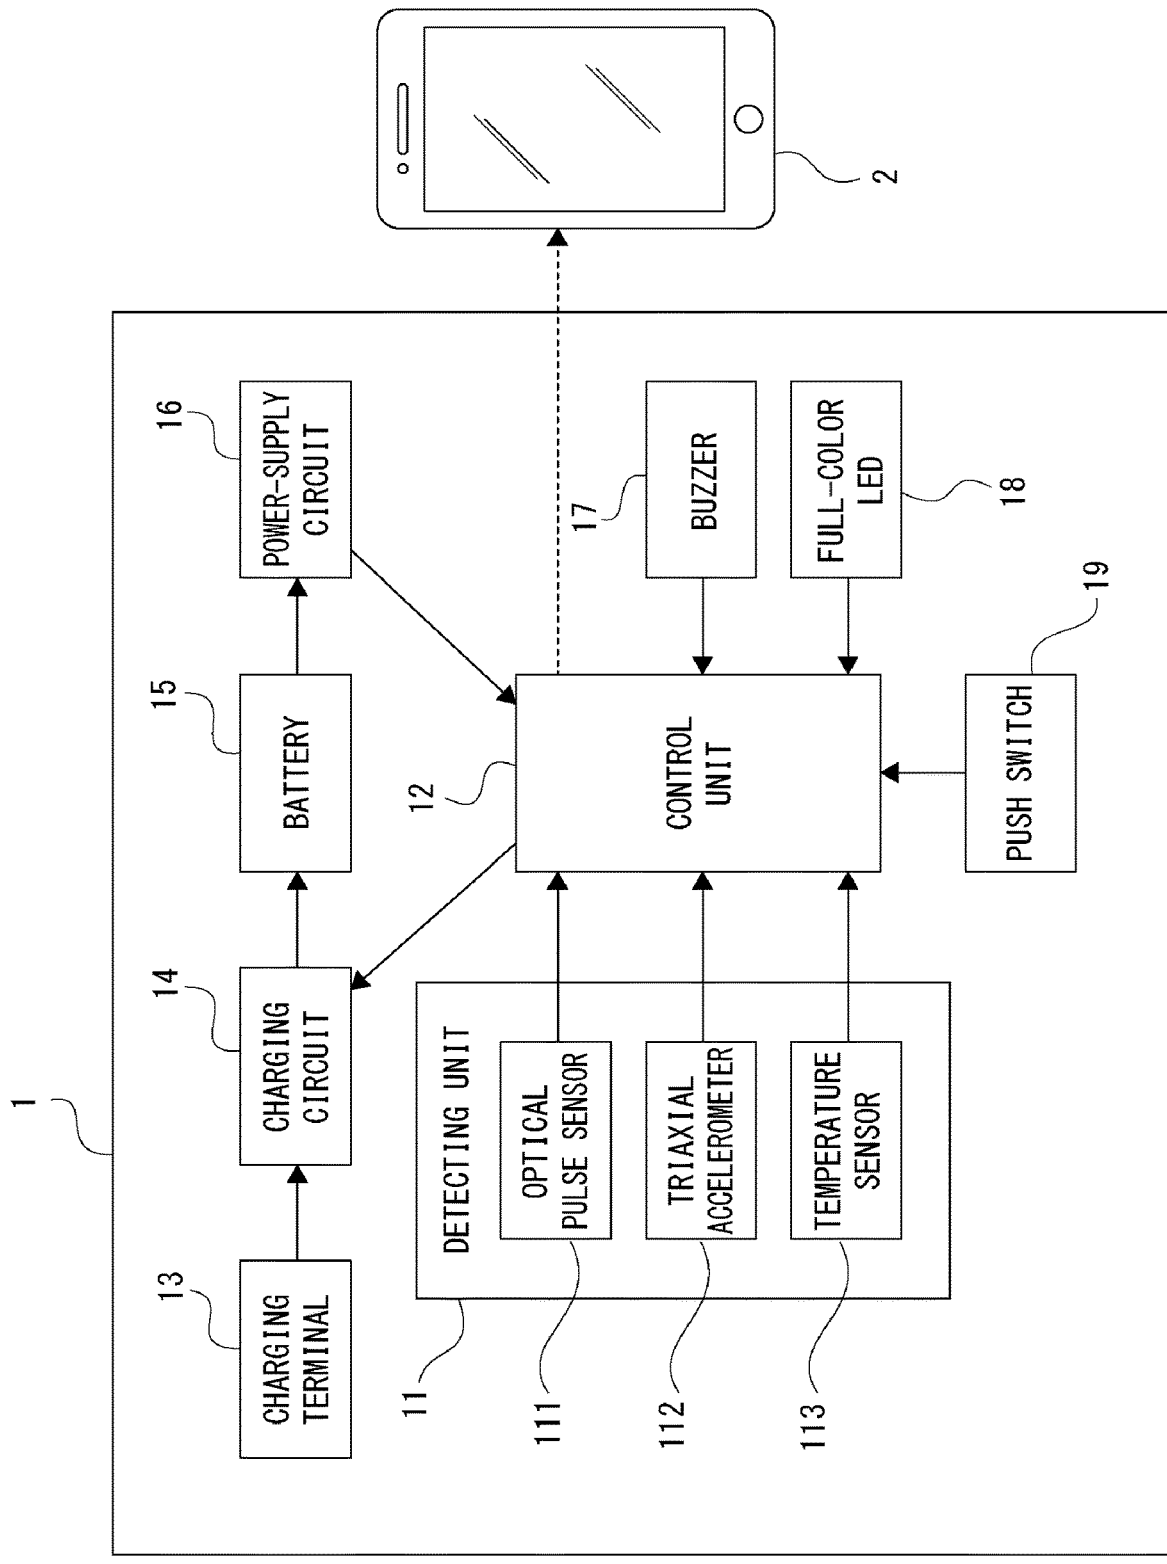 1
13
CHARGING
TERMINAL
14
CHARGING
CIRCUIT
15
BATTERY
16
POWER-SUPPLY
CIRCUIT
11
DETECTING UNIT
111
OPTICAL
PULSE SENSOR
112
TRIAXIAL
ACCELEROMETER
113
TEMPERATURE
SENSOR
12
CONTROL
UNIT
17
BUZZER
18
FULL-COLOR
LED
19
PUSH SWITCH
2